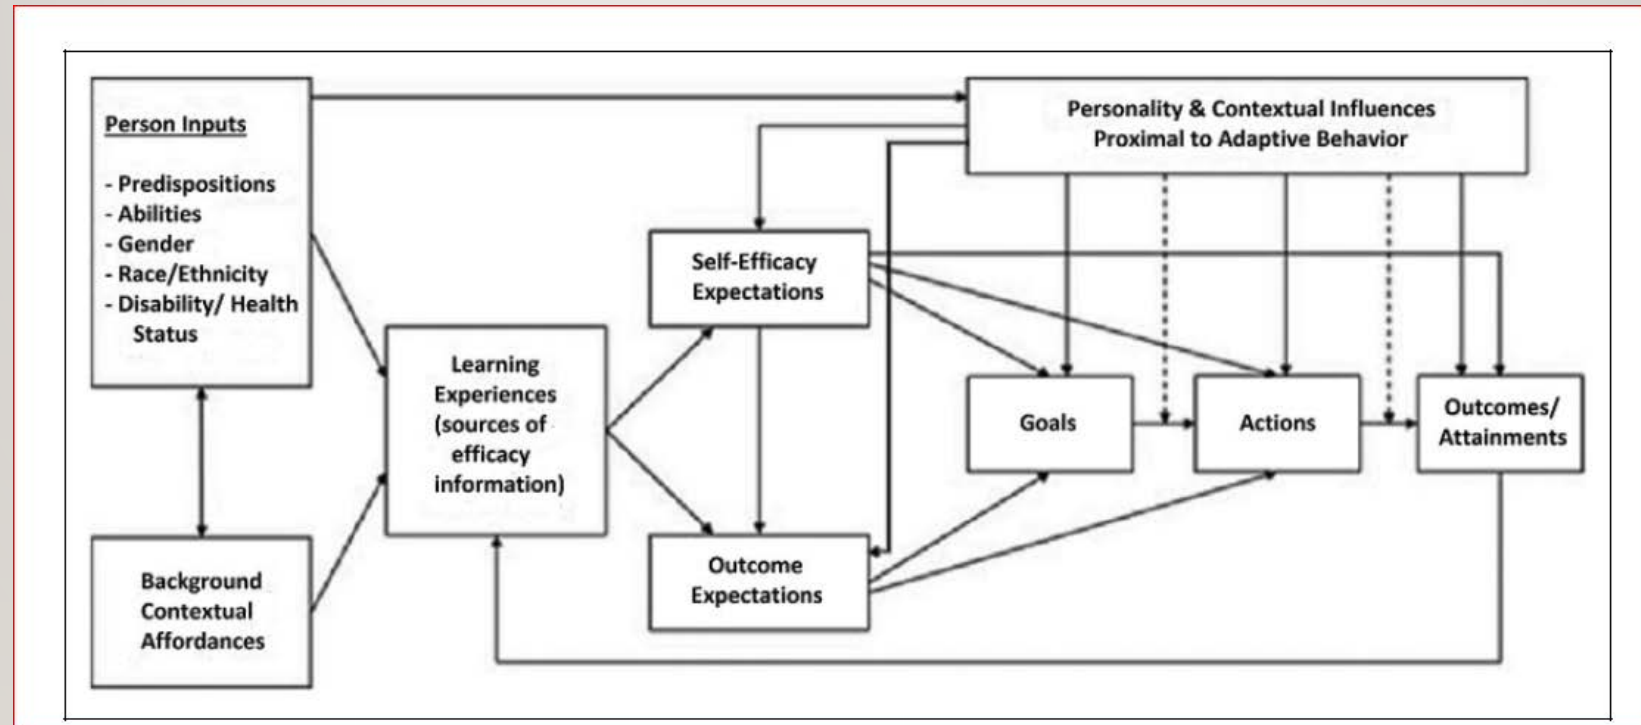 Person Inputs
- Predispositions
- Abilities
- Gender
- Race/Ethnicity
- Disability/ Health
Status
Background
Contextual
Affordances
Learning
Experiences
(sources of
efficacy
information)
Self-Efficacy
Expectations
Outcome
Expectations
Personality & Contextual Influences
Proximal to Adaptive Behavior
Goals
Actions
Outcomes/
Attainments